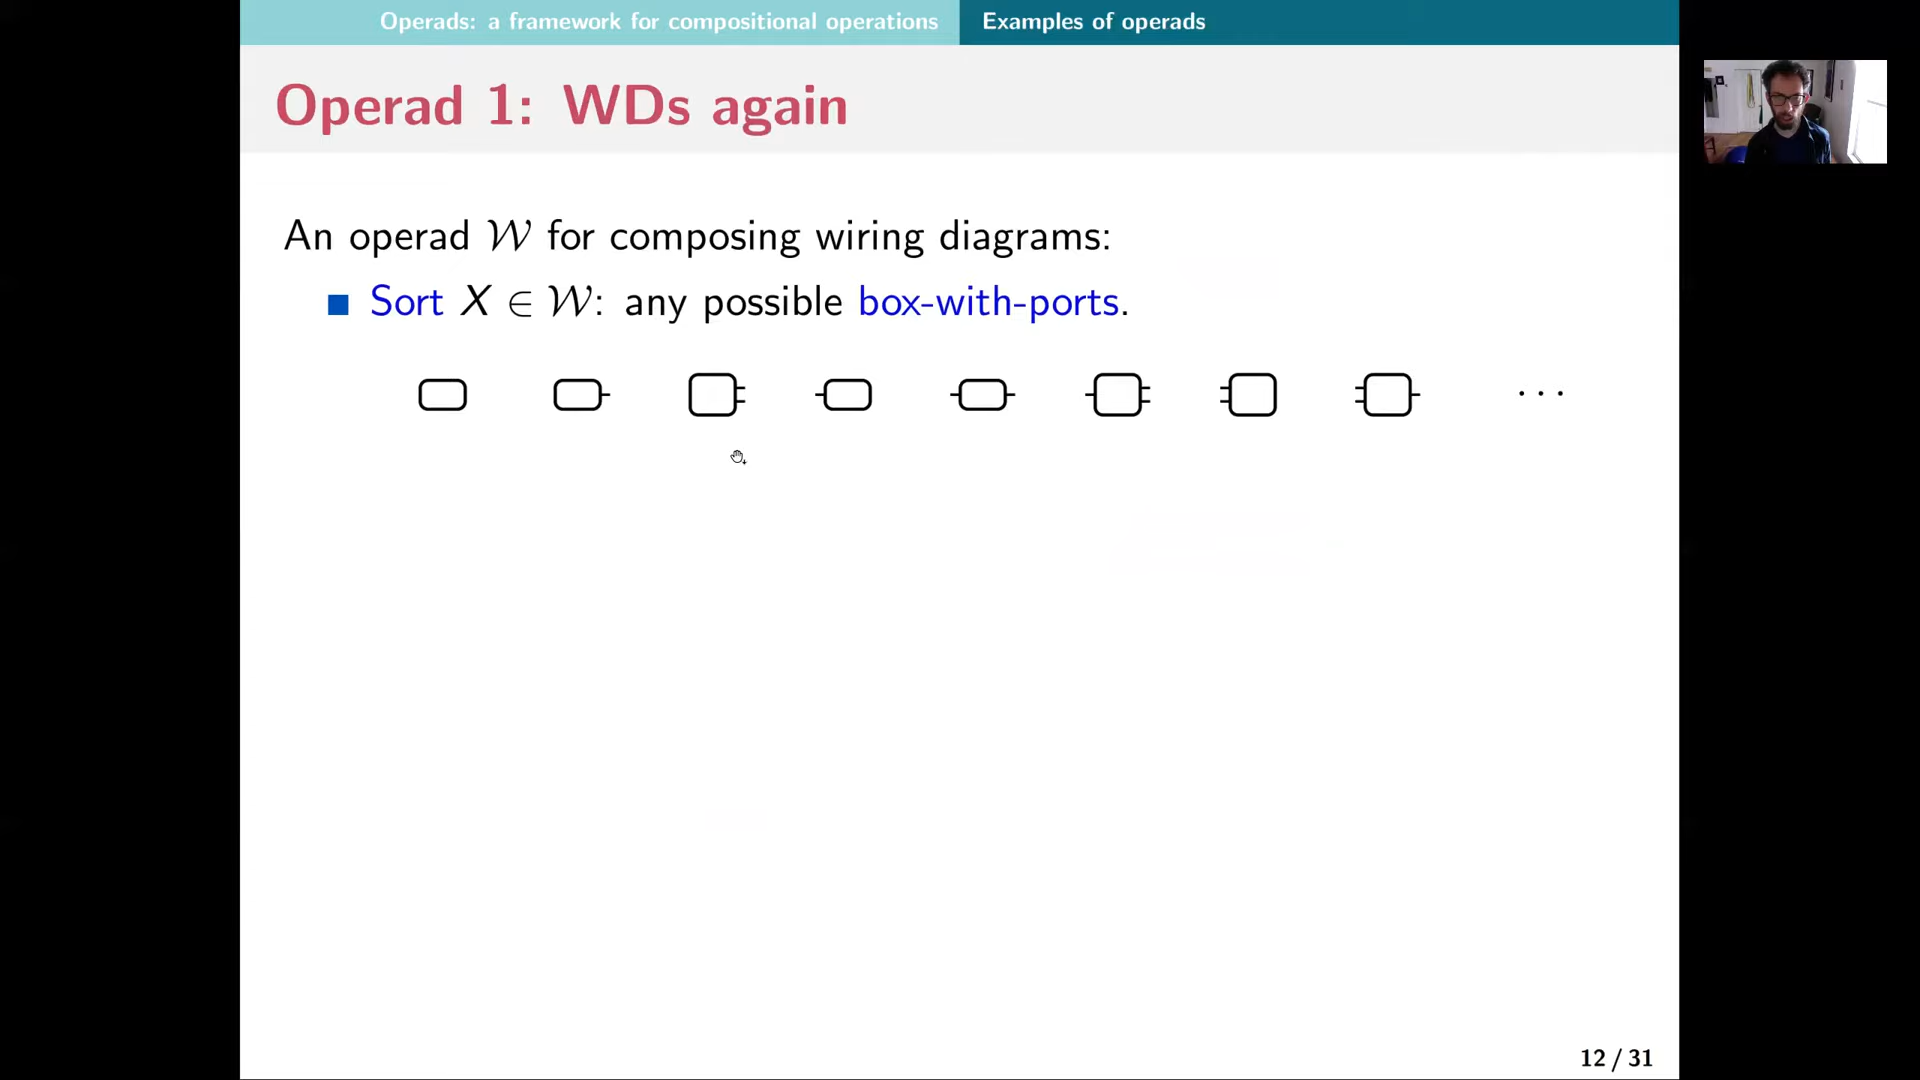 Operads: a framework for compositional operations Examples of operads
Operad 1: WDs again
An operad 𝒲 for composing wiring diagrams:
Sort X ∈ 𝒲: any possible box-with-ports.
···
12 / 31